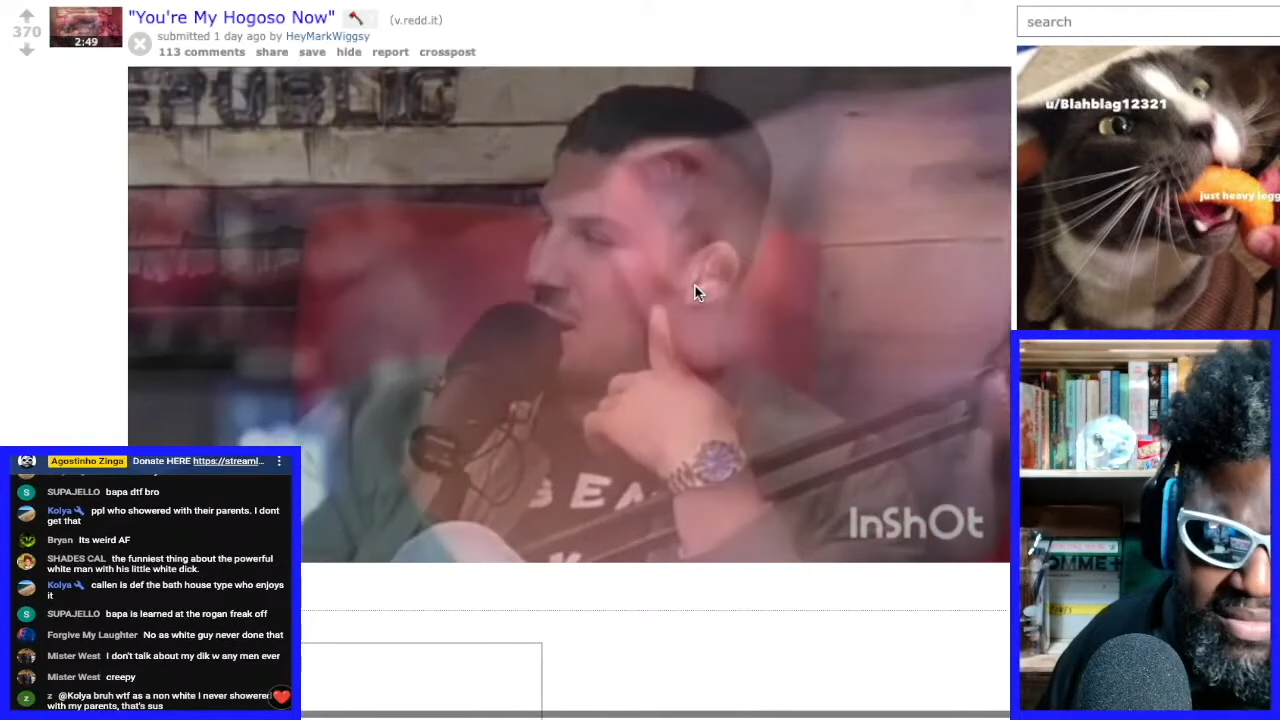 370
2:49
"You're My Hogoso Now"
(v.redd.it)
submitted 1 day ago by HeyMarkWiggsy
113 comments share save hide report crosspost
search
u/Blahblag12321
just heavy legg
InShOt
Agostinho Zinga Donate HERE https://streaml...
SUPAJELLO bapa dtf bro
Kolya ppl who showered with their parents. I dont
get that
Bryan Its weird AF
SHADES CAL the funniest thing about the powerful
white man with his little white dick.
Kolya callen is def the bath house type who enjoys
it
SUPAJELLO bapa is learned at the rogan freak off
Forgive My Laughter No as white guy never done that
Mister West I don't talk about my dik w any men ever
Mister West creepy
z @Kolya bruh wtf as a non white I never showered
with my parents, that's sus